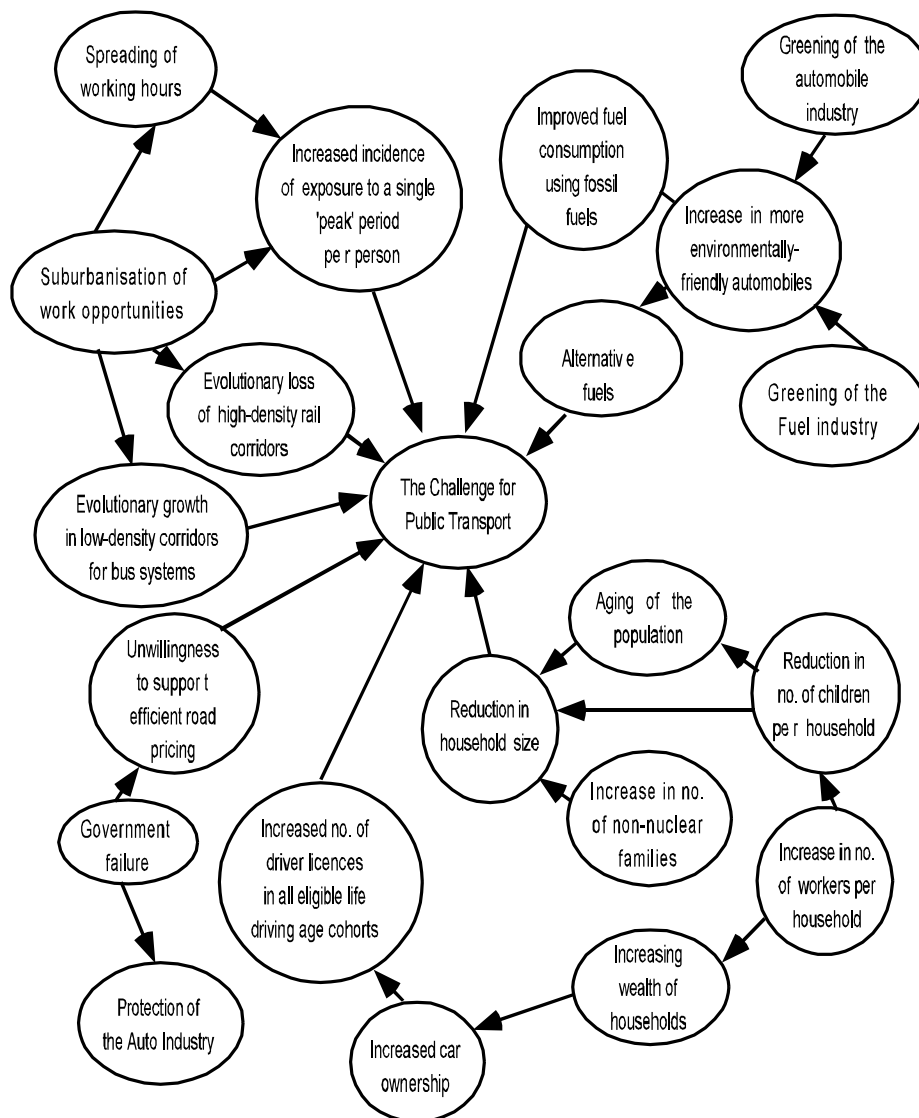 Spreading of
working hours
Greening of the
automobile
industry
Improved fuel
consumption
using fossil
fuels
Increased incidence
of exposure to a single
'peak' period
per person
Increase in more
environmentally-
friendly automobiles
Suburbanisation of
work opportunities
Alternative
fuels
Evolutionary loss
of high-density rail
corridors
Greening of the
Fuel industry
The Challenge for
Public Transport
Evolutionary growth
in low-density corridors
for bus systems
Aging of the
population
Unwillingness
to support
efficient road
pricing
Reduction in
no. of children
per household
Reduction in
household size
Increase in no.
of non-nuclear
families
Government
failure
Increased no. of
driver licences
in all eligible life
driving age cohorts
Increase in no.
of workers per
household
Increasing
wealth of
households
Protection of
the Auto Industry
Increased car
ownership